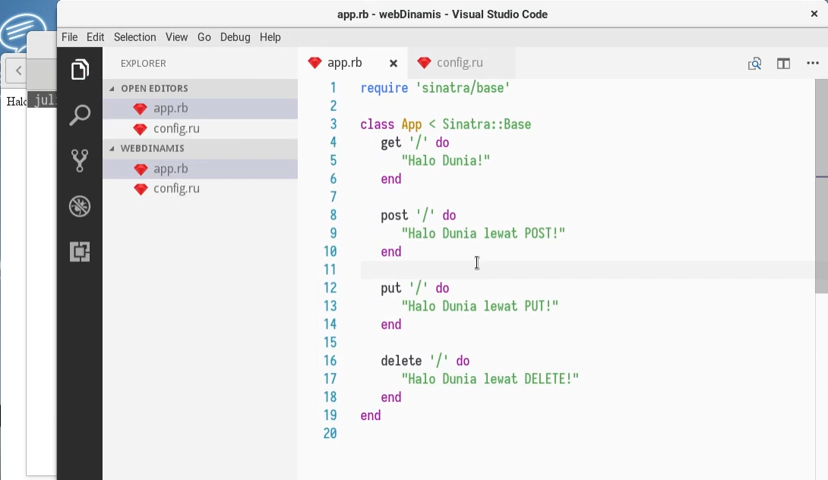 app.rb - webDinamis - Visual Studio Code
File Edit Selection View Go Debug Help
EXPLORER
OPEN EDITORS
app.rb
config.ru
WEBDINAMIS
app.rb
config.ru
app.rb
config.ru
1 require 'sinatra/base'
2
3 class App < Sinatra::Base
4 get '/' do
5 "Halo Dunia!"
6 end
7
8 post '/' do
9 "Halo Dunia lewat POST!"
10 end
11
12 put '/' do
13 "Halo Dunia lewat PUT!"
14 end
15
16 delete '/' do
17 "Halo Dunia lewat DELETE!"
18 end
19 end
20